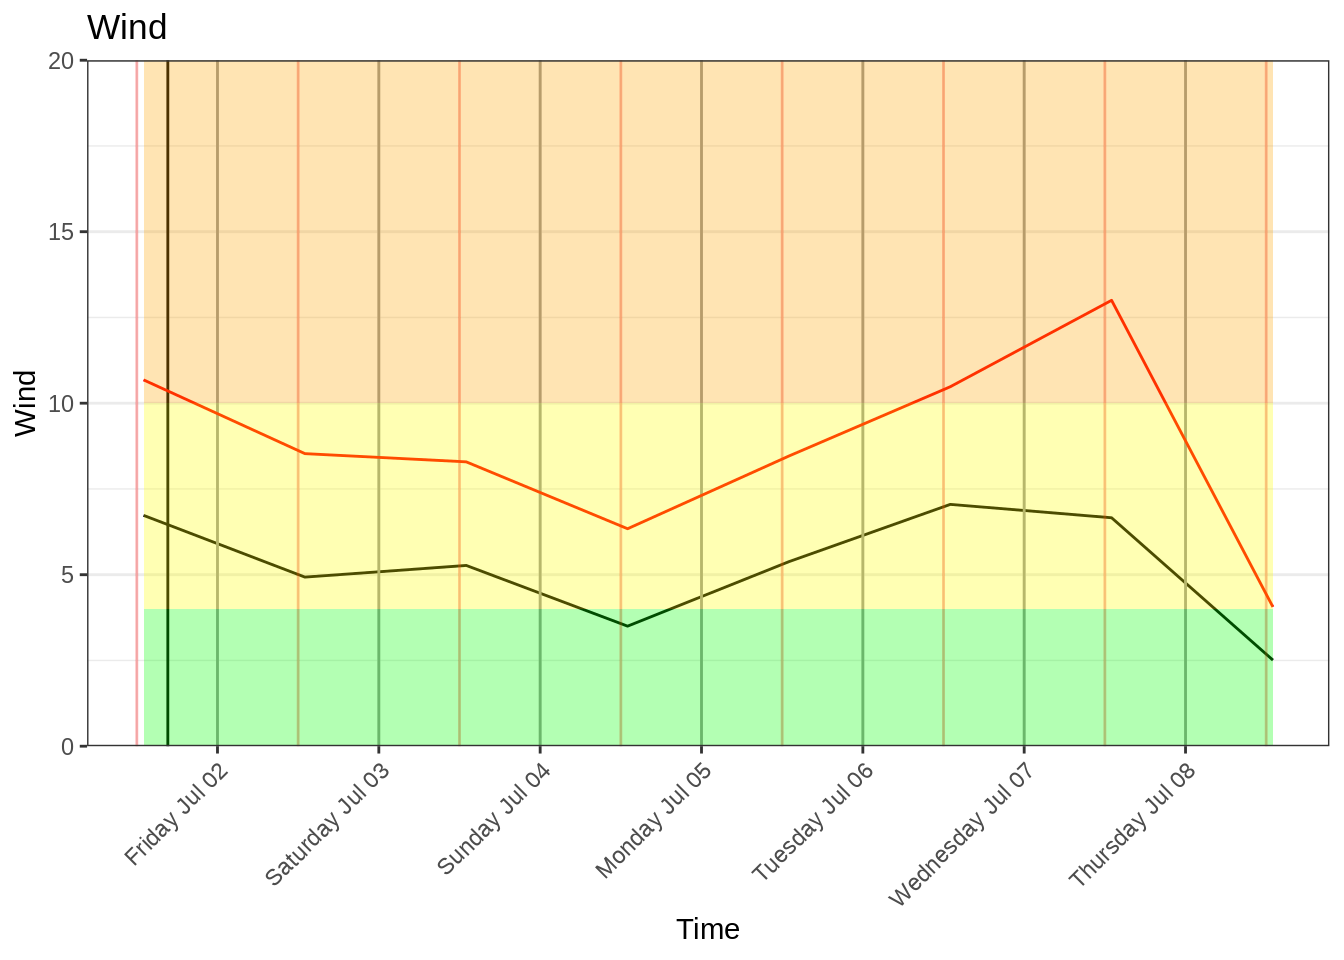 Wind
20
15
10
5
0
Wind
Friday Jul 02
Saturday Jul 03
Sunday Jul 04
Monday Jul 05
Tuesday Jul 06
Wednesday Jul 07
Thursday Jul 08
Time